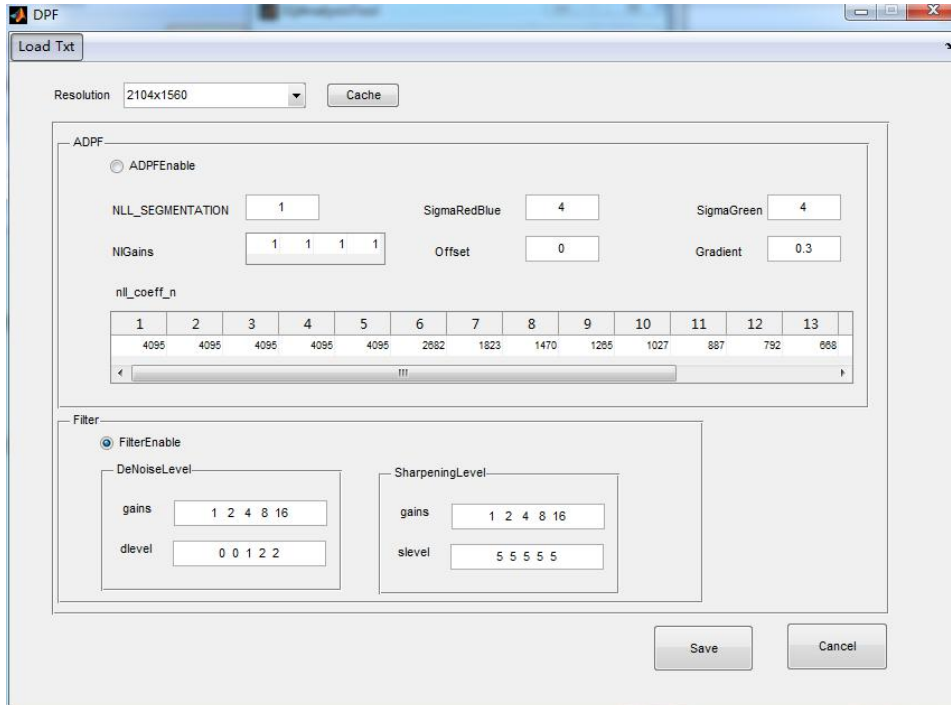 DPF
Load Txt
Resolution 2104x1560 Cache
ADPF
ADPFEnable
NLL_SEGMENTATION 1 SigmaRedBlue 4 SigmaGreen 4
NlGains 1 1 1 1 Offset 0 Gradient 0.3
nll_coeff_n
1 2 3 4 5 6 7 8 9 10 11 12 13
4095 4095 4095 4095 4095 2682 1823 1470 1265 1027 887 792 668
Filter
FilterEnable
DeNoiseLevel SharpeningLevel
gains 1 2 4 8 16 gains 1 2 4 8 16
dlevel 0 0 1 2 2 slevel 5 5 5 5 5
Save Cancel